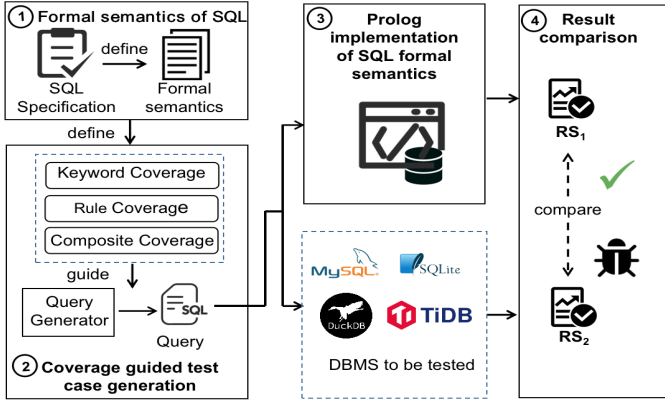 1 Formal semantics of SQL
define
SQL
Specification
Formal
semantics
define
Keyword Coverage
Rule Coverage
Composite Coverage
guide
Query
Generator
SQL
Query
2 Coverage guided test
case generation
3 Prolog
implementation
of SQL formal
semantics
MySQL®
SQLite
DuckDB
TiDB
DBMS to be tested
4 Result
comparison
RS₁
compare
RS₂